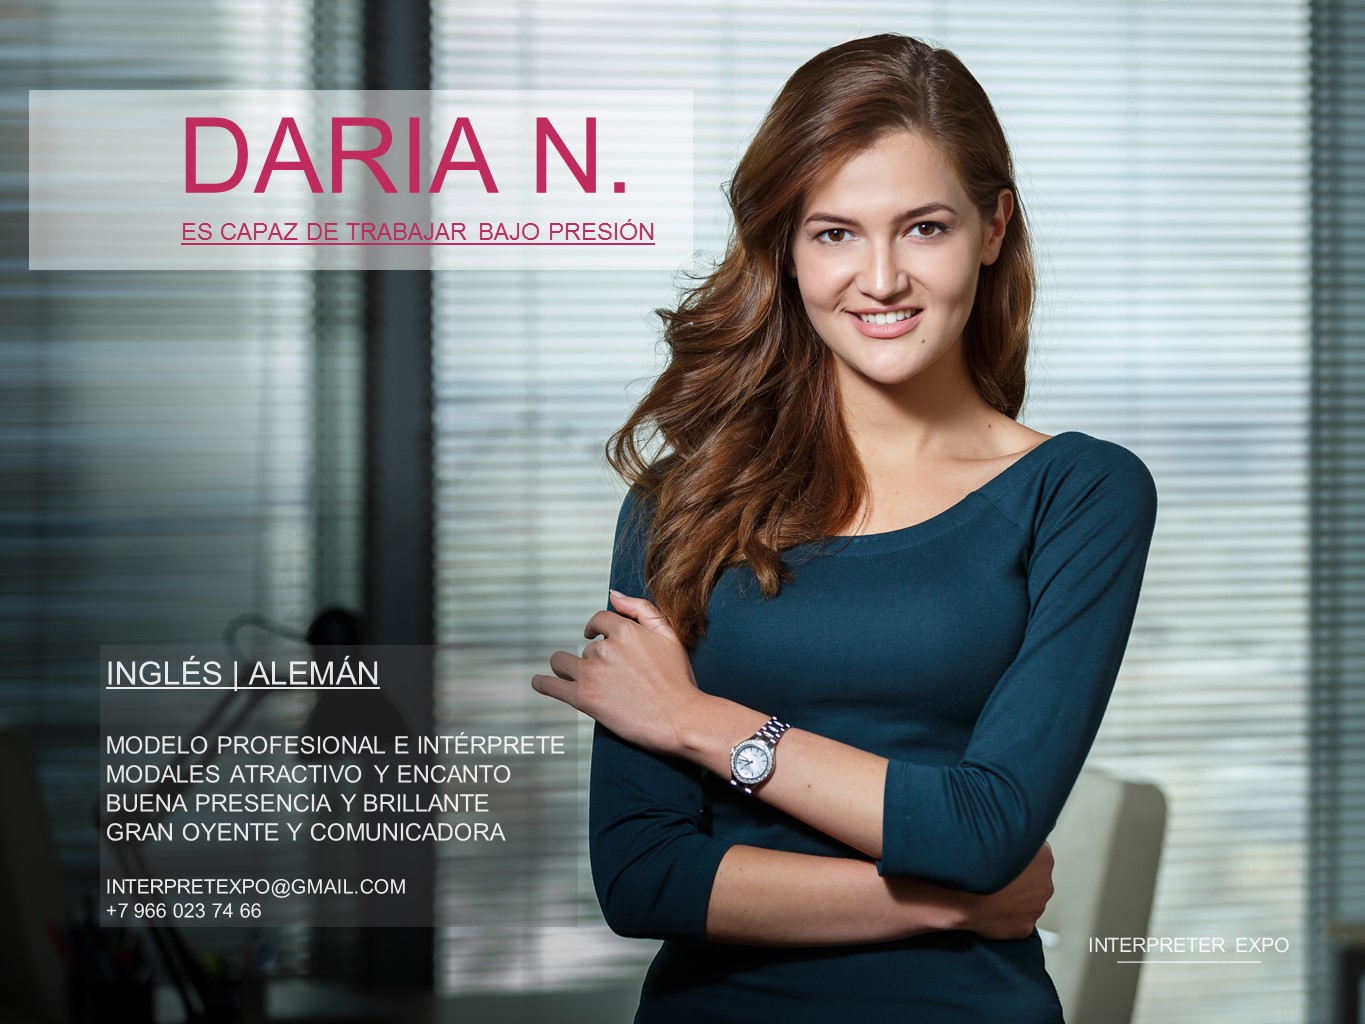 DARIA N.
ES CAPAZ DE TRABAJAR BAJO PRESIÓN
INGLÉS | ALEMÁN
MODELO PROFESIONAL E INTÉRPRETE
MODALES ATRACTIVO Y ENCANTO
BUENA PRESENCIA Y BRILLANTE
GRAN OYENTE Y COMUNICADORA
INTERPRETEXPO@GMAIL.COM
+7 966 023 74 66
INTERPRETER EXPO